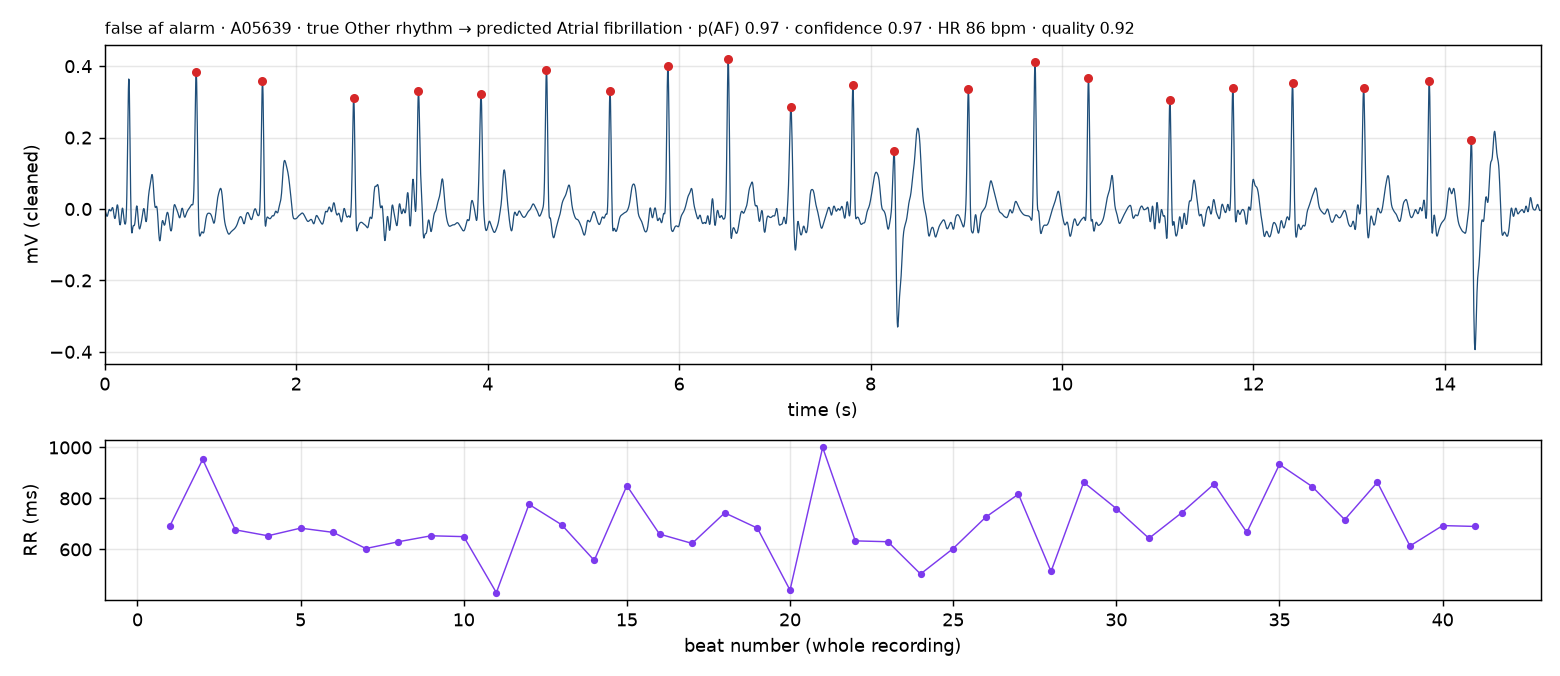 false af alarm · A05639 · true Other rhythm → predicted Atrial fibrillation · p(AF) 0.97 · confidence 0.97 · HR 86 bpm · quality 0.92
mV (cleaned)
0.4
0.2
0.0
−0.2
−0.4
0 2 4 6 8 10 12 14
time (s)
RR (ms)
1000
800
600
0 5 10 15 20 25 30 35 40
beat number (whole recording)